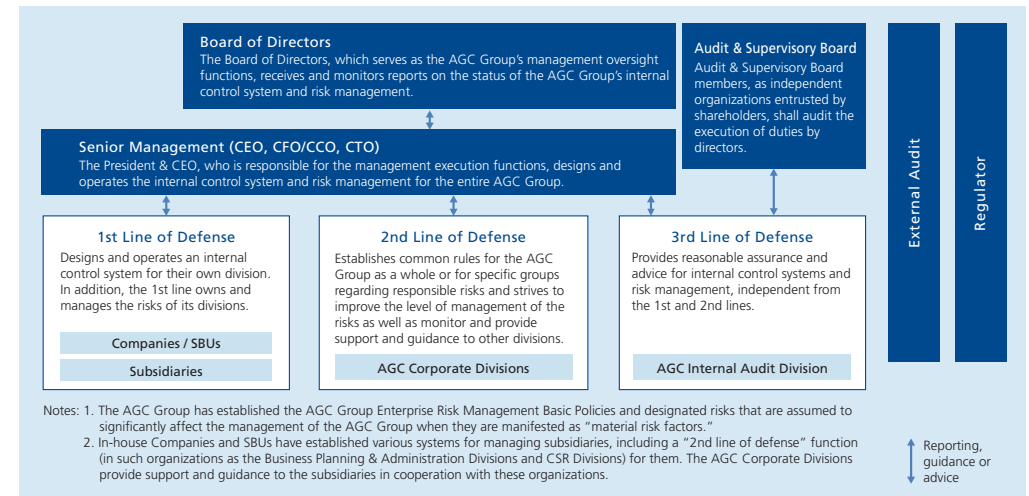 Board of Directors
The Board of Directors, which serves as the AGC Group's management oversight
functions, receives and monitors reports on the status of the AGC Group's internal
control system and risk management.
Audit & Supervisory Board
Audit & Supervisory Board
members, as independent
organizations entrusted by
shareholders, shall audit the
execution of duties by
directors.
External Audit
Regulator
Senior Management (CEO, CFO/CCO, CTO)
The President & CEO, who is responsible for the management execution functions, designs and
operates the internal control system and risk management for the entire AGC Group.
1st Line of Defense
Designs and operates an internal
control system for their own division.
In addition, the 1st line owns and
manages the risks of its divisions.
Companies / SBUs
Subsidiaries
2nd Line of Defense
Establishes common rules for the AGC
Group as a whole or for specific groups
regarding responsible risks and strives to
improve the level of management of the
risks as well as monitor and provide
support and guidance to other divisions.
AGC Corporate Divisions
3rd Line of Defense
Provides reasonable assurance and
advice for internal control systems and
risk management, independent from
the 1st and 2nd lines.
AGC Internal Audit Division
Notes: 1. The AGC Group has established the AGC Group Enterprise Risk Management Basic Policies and designated risks that are assumed to
significantly affect the management of the AGC Group when they are manifested as "material risk factors."
2. In-house Companies and SBUs have established various systems for managing subsidiaries, including a "2nd line of defense" function
(in such organizations as the Business Planning & Administration Divisions and CSR Divisions) for them. The AGC Corporate Divisions
provide support and guidance to the subsidiaries in cooperation with these organizations.
Reporting,
guidance or
advice